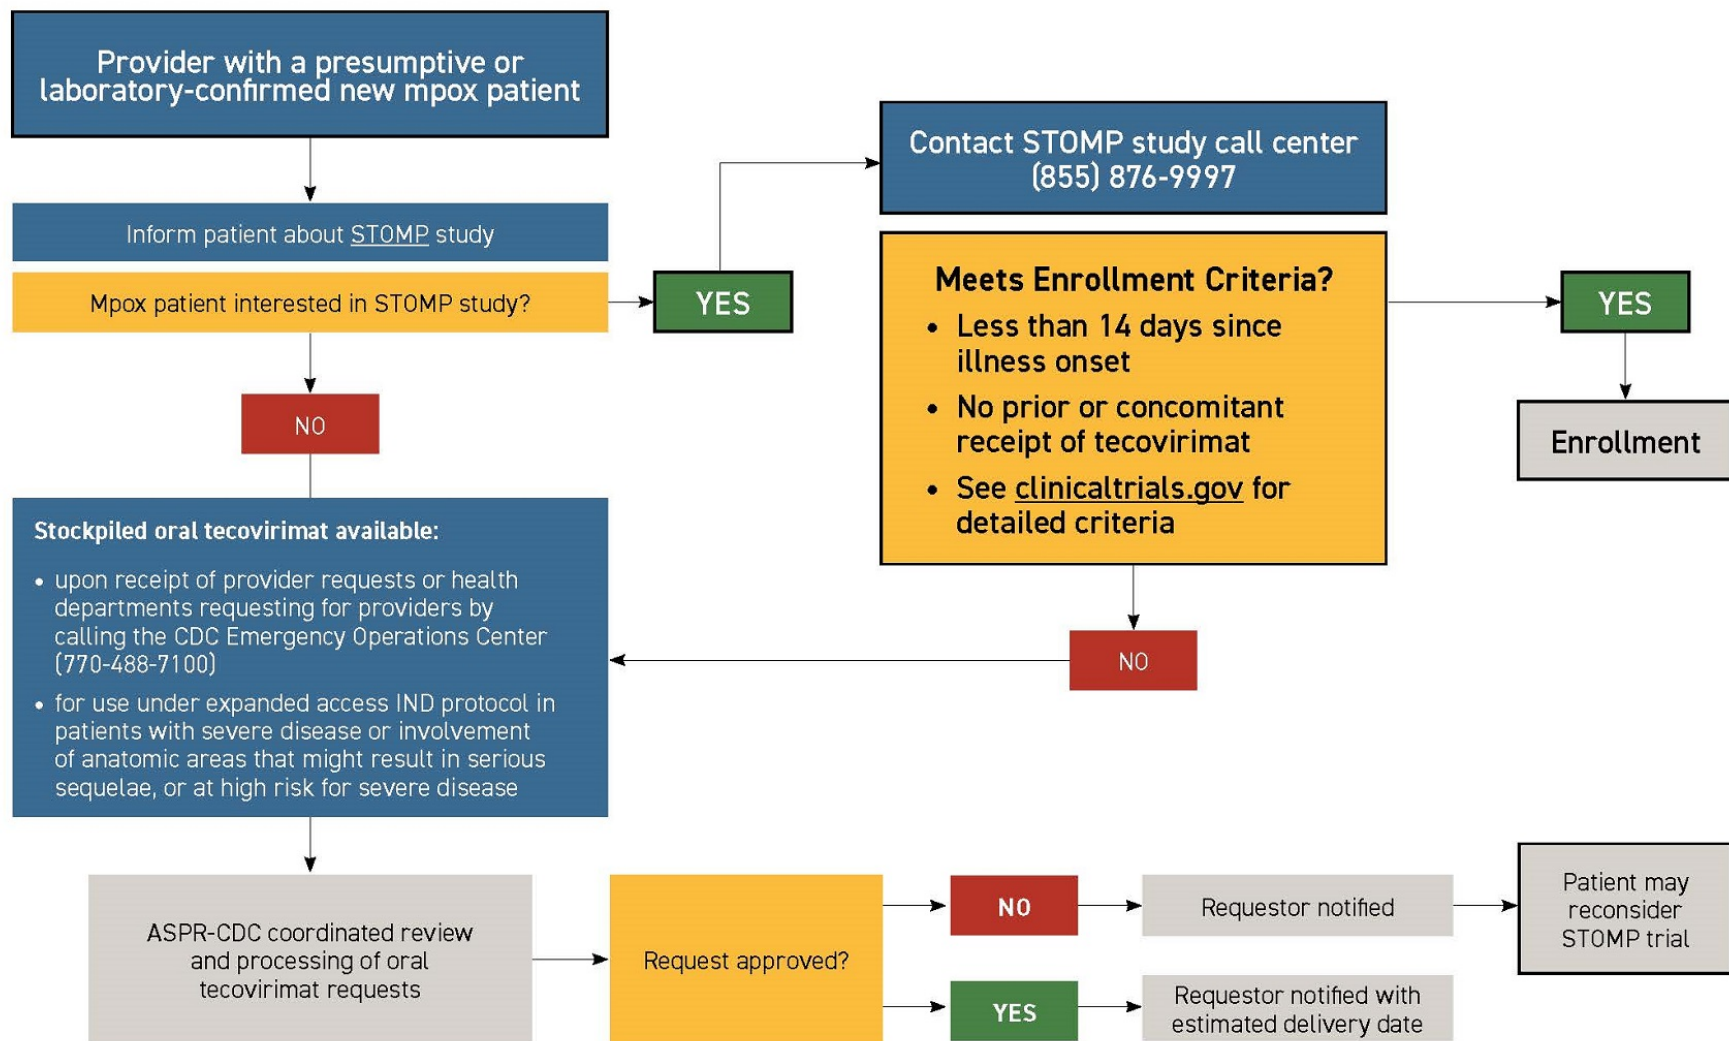 Provider with a presumptive or
laboratory-confirmed new mpox patient
Inform patient about STOMP study
Mpox patient interested in STOMP study?
YES
NO
Contact STOMP study call center
(855) 876-9997
Meets Enrollment Criteria?
• Less than 14 days since
illness onset
• No prior or concomitant
receipt of tecovirimat
• See clinicaltrials.gov for
detailed criteria
YES
Enrollment
NO
Stockpiled oral tecovirimat available:
• upon receipt of provider requests or health
departments requesting for providers by
calling the CDC Emergency Operations Center
(770-488-7100)
• for use under expanded access IND protocol in
patients with severe disease or involvement
of anatomic areas that might result in serious
sequelae, or at high risk for severe disease
ASPR-CDC coordinated review
and processing of oral
tecovirimat requests
Request approved?
NO
Requestor notified
Patient may
reconsider
STOMP trial
YES
Requestor notified with
estimated delivery date